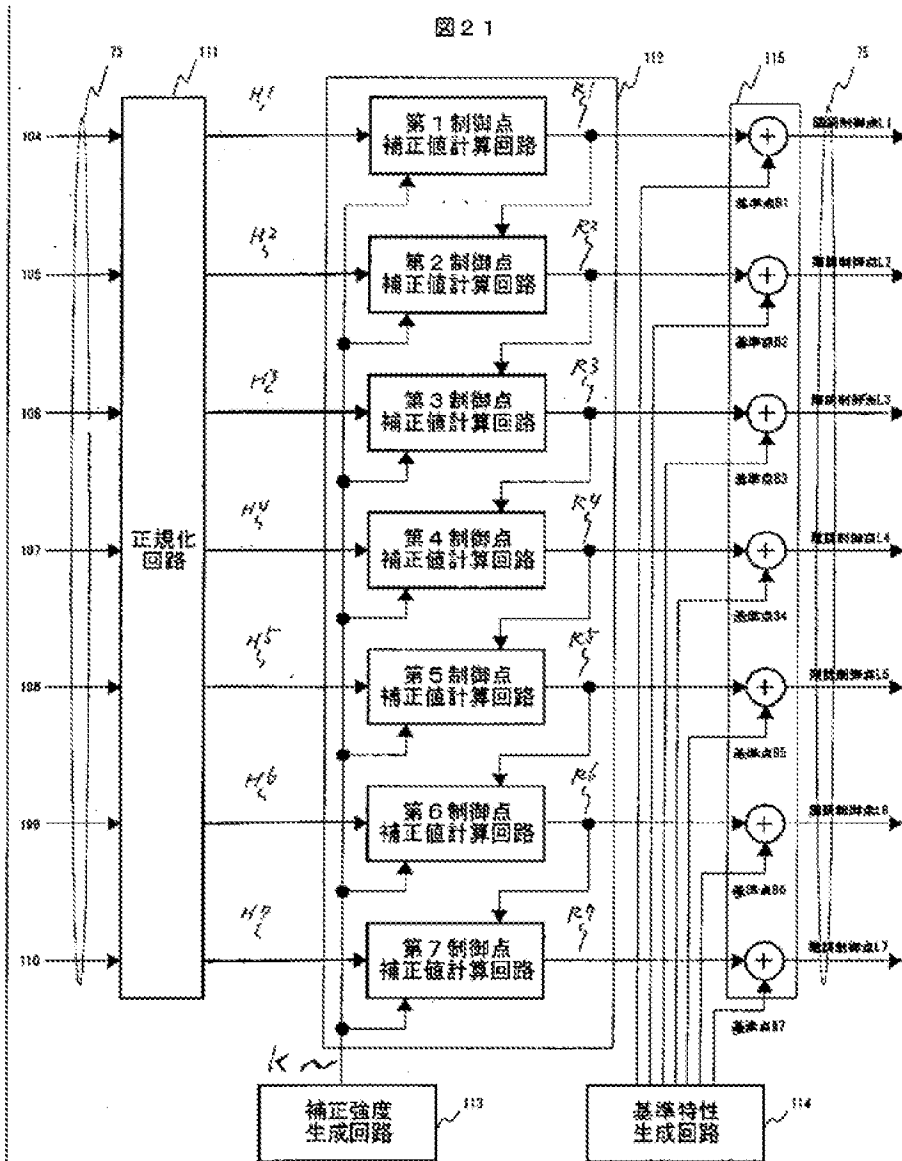 図21
111
112
115
H1
R1
104
第1制御点
補正値計算回路
基準点B1
H2
R2
105
第2制御点
補正値計算回路
H3
R3
第3制御点
補正値計算回路
基準点B3
H4
R4
正規化
回路
第4制御点
補正値計算回路
H5
R5
第5制御点
補正値計算回路
基準点B5
H6
R6
第6制御点
補正値計算回路
基準点B6
H7
R7
110
第7制御点
補正値計算回路
基準点B7
K
補正強度
生成回路
113
基準特性
生成回路
114